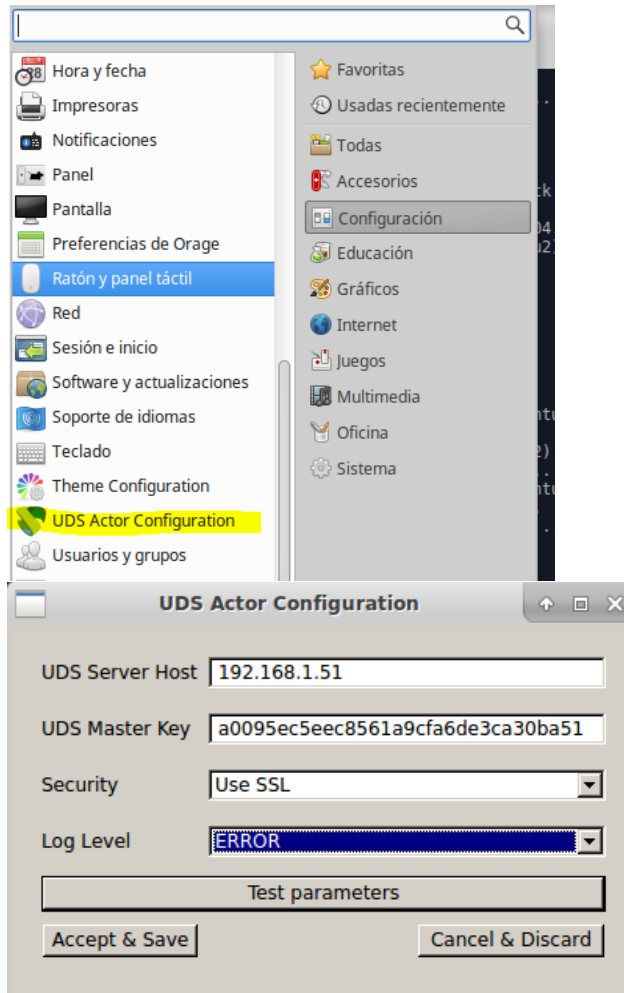 Hora y fecha
Impresoras
Notificaciones
Panel
Pantalla
Preferencias de Orage
Ratón y panel táctil
Red
Sesión e inicio
Software y actualizaciones
Soporte de idiomas
Teclado
Theme Configuration
UDS Actor Configuration
Usuarios y grupos
Favoritas
Usadas recientemente
Todas
Accesorios
Configuración
Educación
Gráficos
Internet
Juegos
Multimedia
Oficina
Sistema
UDS Actor Configuration
UDS Server Host 192.168.1.51
UDS Master Key a0095ec5eec8561a9cfa6de3ca30ba51
Security Use SSL
Log Level ERROR
Test parameters
Accept & Save Cancel & Discard